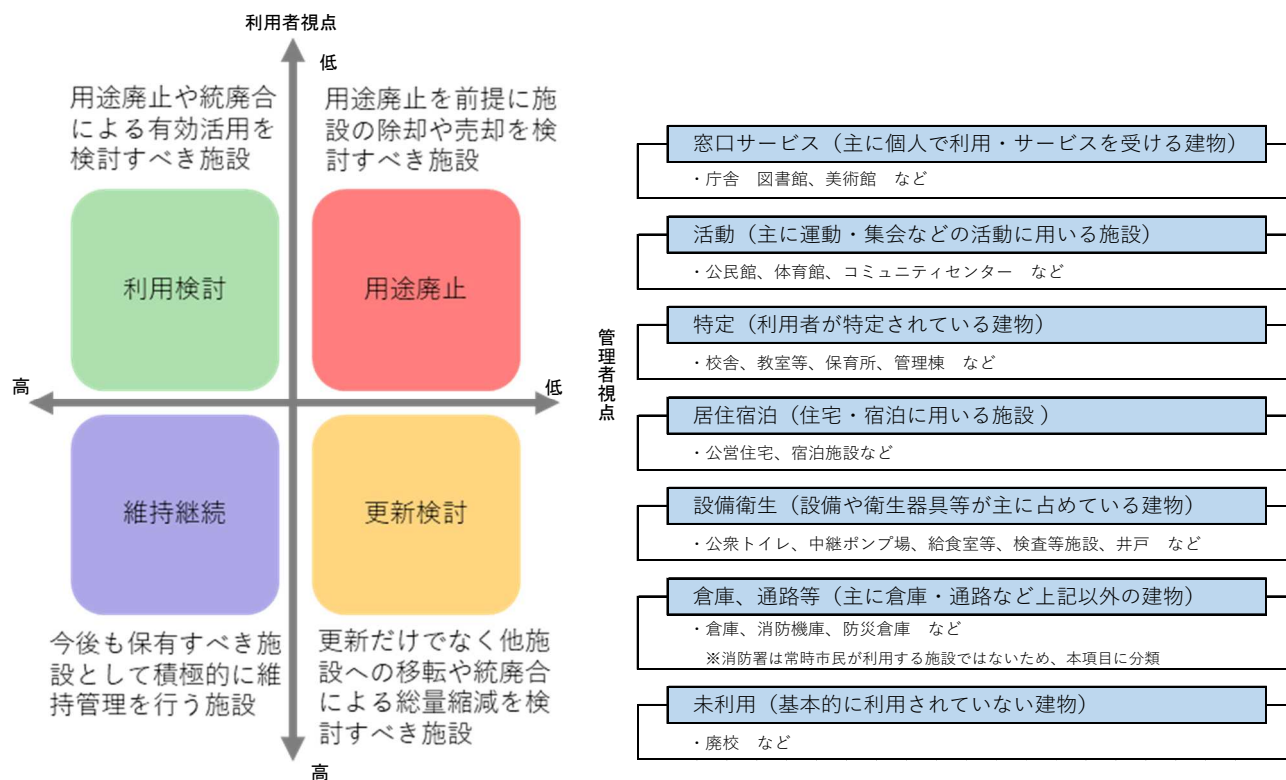 利用者視点
低
用途廃止や統廃合
による有効活用を
検討すべき施設
用途廃止を前提に施
設の除却や売却を検
討すべき施設
利用検討
用途廃止
高
低
管理者視点
維持継続
更新検討
今後も保有すべき施
設として積極的に維
持管理を行う施設
更新だけでなく他施
設への移転や統廃合
による総量縮減を検
討すべき施設
高
窓口サービス（主に個人で利用・サービスを受ける建物）
・庁舎　図書館、美術館　など
活動（主に運動・集会などの活動に用いる施設）
・公民館、体育館、コミュニティセンター　など
特定（利用者が特定されている建物）
・校舎、教室等、保育所、管理棟　など
居住宿泊（住宅・宿泊に用いる施設 ）
・公営住宅、宿泊施設など
設備衛生（設備や衛生器具等が主に占めている建物）
・公衆トイレ、中継ポンプ場、給食室等、検査等施設、井戸　など
倉庫、通路等（主に倉庫・通路など上記以外の建物）
・倉庫、消防機庫、防災倉庫　など
※消防署は常時市民が利用する施設ではないため、本項目に分類
未利用（基本的に利用されていない建物）
・廃校　など